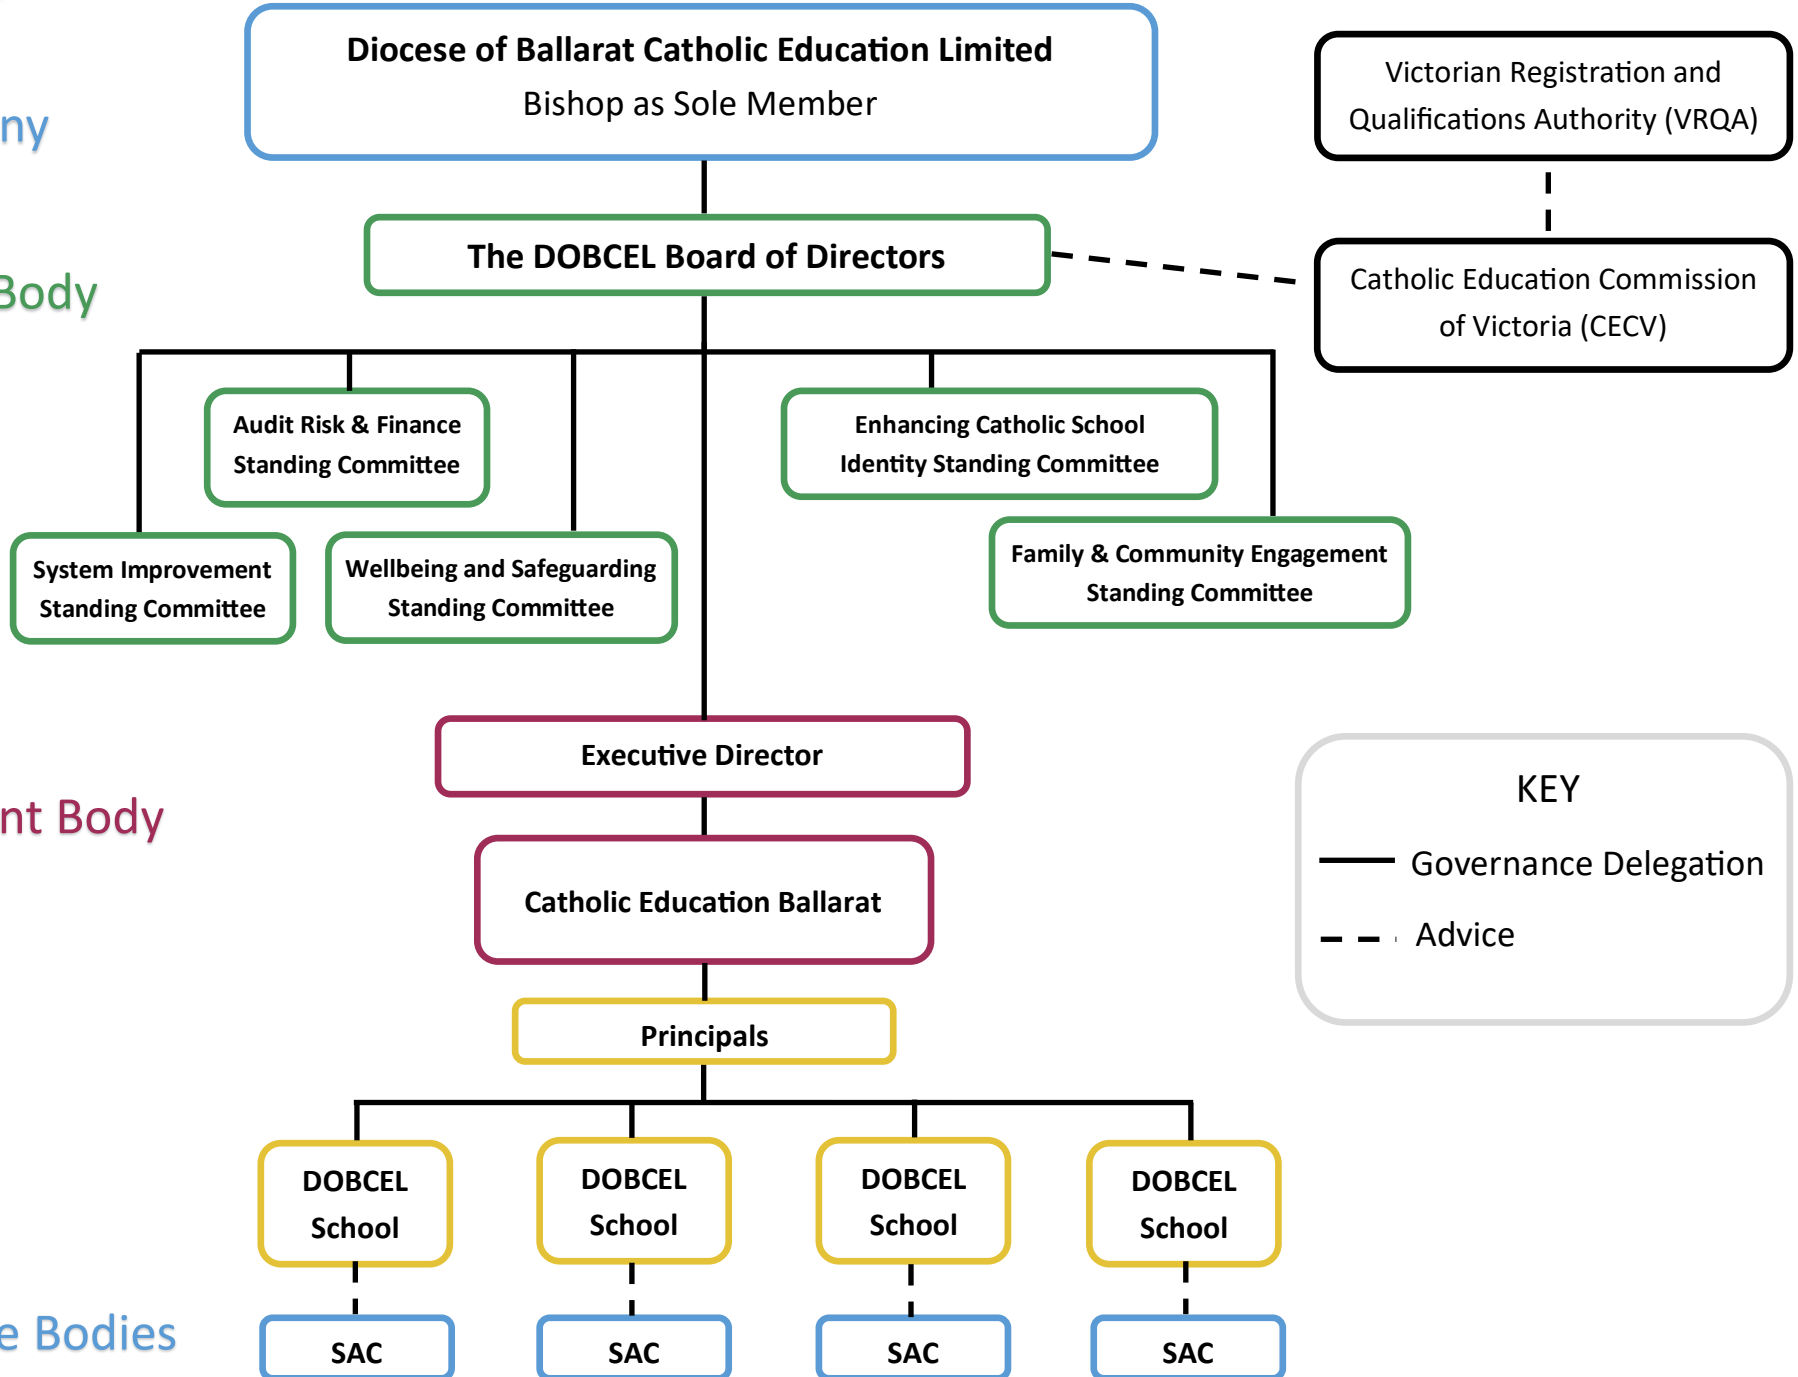 Diocese of Ballarat Catholic Education Limited
Bishop as Sole Member
Victorian Registration and
Qualifications Authority (VRQA)
ny
The DOBCEL Board of Directors
Body
Catholic Education Commission
of Victoria (CECV)
Audit Risk & Finance
Standing Committee
Enhancing Catholic School
Identity Standing Committee
System Improvement
Standing Committee
Wellbeing and Safeguarding
Standing Committee
Family & Community Engagement
Standing Committee
Executive Director
nt Body
Catholic Education Ballarat
KEY
Governance Delegation
Advice
Principals
DOBCEL
School
DOBCEL
School
DOBCEL
School
DOBCEL
School
e Bodies
SAC
SAC
SAC
SAC